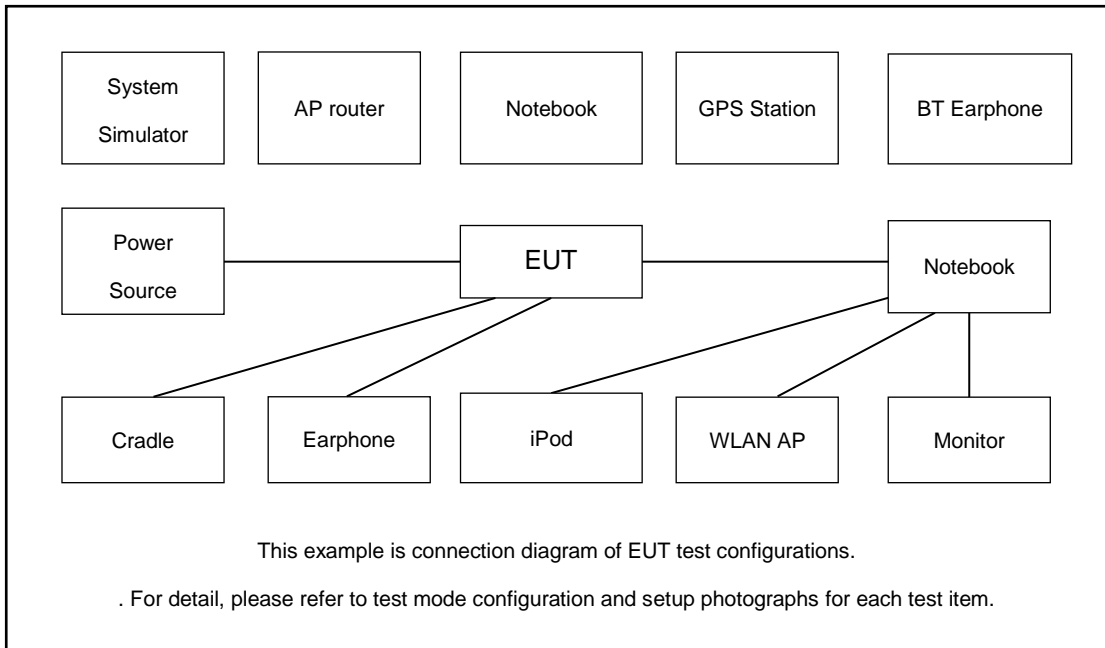 System
Simulator
AP router
Notebook
GPS Station
BT Earphone
Power
Source
EUT
Notebook
Cradle
Earphone
iPod
WLAN AP
Monitor
This example is connection diagram of EUT test configurations.
. For detail, please refer to test mode configuration and setup photographs for each test item.